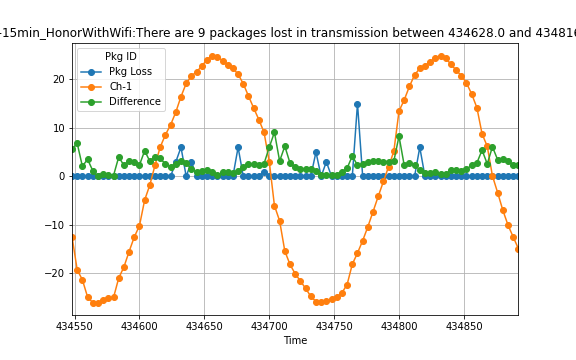 -15min_HonorWithWifi:There are 9 packages lost in transmission between 434628.0 and 434816
Pkg ID
Pkg Loss
Ch-1
Difference
20
10
0
−10
−20
434550 434600 434650 434700 434750 434800 434850
Time